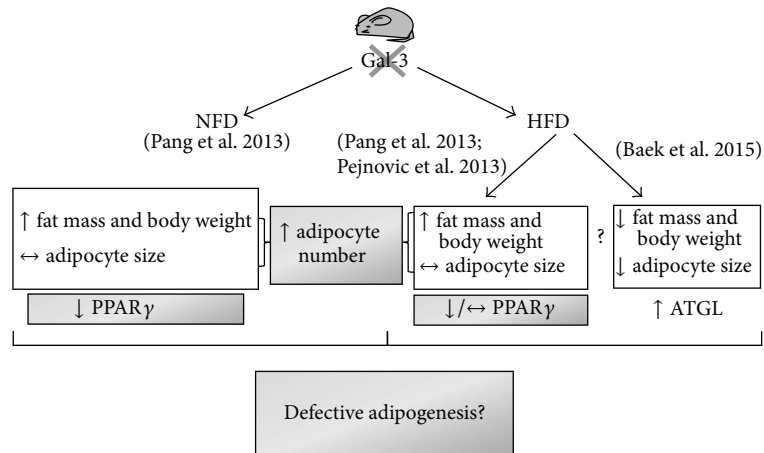 Gal-3
NFD
(Pang et al. 2013)
HFD
(Pang et al. 2013;
Pejnovic et al. 2013)
(Baek et al. 2015)
↑ fat mass and body weight
↔ adipocyte size
↑ adipocyte
number
↑ fat mass and
body weight
↔ adipocyte size
?
↓ fat mass and
body weight
↓ adipocyte size
↓ PPARγ
↓/↔ PPARγ
↑ ATGL
Defective adipogenesis?